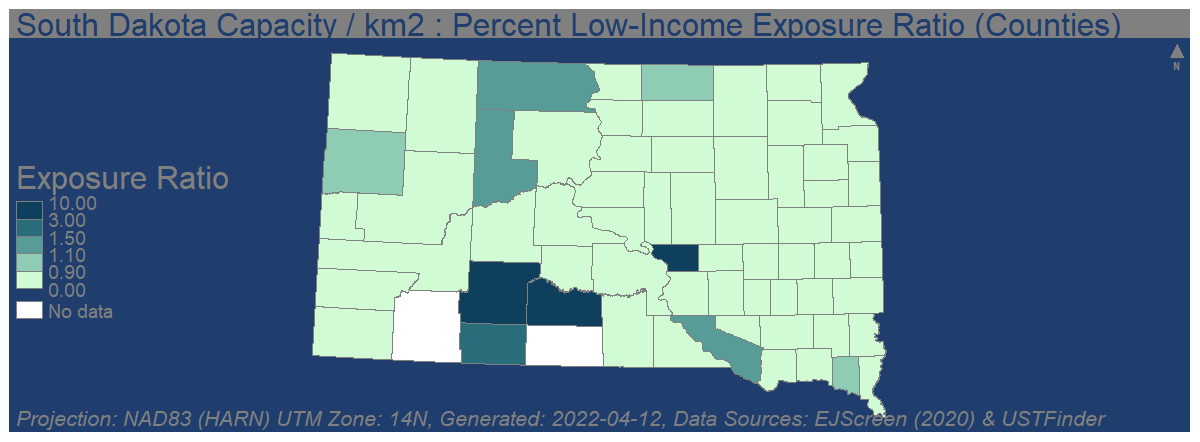 South Dakota Capacity / km2 : Percent Low-Income Exposure Ratio (Counties)
N
Exposure Ratio
10.00
3.00
1.50
1.10
0.90
0.00
No data
Projection: NAD83 (HARN) UTM Zone: 14N, Generated: 2022-04-12, Data Sources: EJScreen (2020) & USTFinder